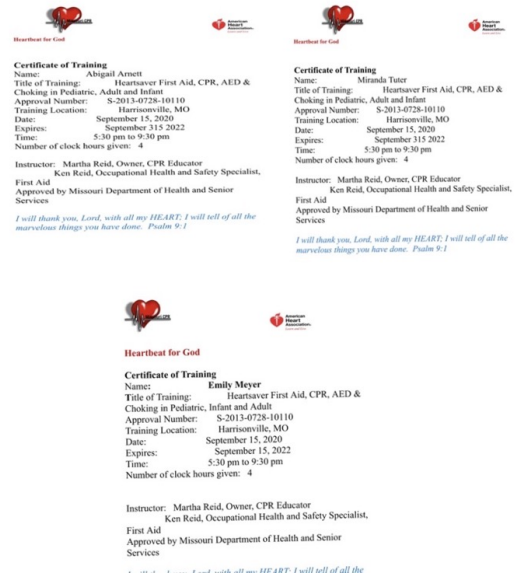 American
Heart
Association.
Heartbeat for God
Certificate of Training
Name: Abigail Arnett
Title of Training: Heartsaver First Aid, CPR, AED &
Choking in Pediatric, Adult and Infant
Approval Number: S-2013-0728-10110
Training Location: Harrisonville, MO
Date: September 15, 2020
Expires: September 315 2022
Time: 5:30 pm to 9:30 pm
Number of clock hours given: 4
Instructor: Martha Reid, Owner, CPR Educator
Ken Reid, Occupational Health and Safety Specialist,
First Aid
Approved by Missouri Department of Health and Senior
Services
I will thank you, Lord, with all my HEART; I will tell of all the
marvelous things you have done. Psalm 9:1
American
Heart
Association.
Heartbeat for God
Certificate of Training
Name: Miranda Tuter
Title of Training: Heartsaver First Aid, CPR, AED &
Choking in Pediatric, Adult and Infant
Approval Number: S-2013-0728-10110
Training Location: Harrisonville, MO
Date: September 15, 2020
Expires: September 315 2022
Time: 5:30 pm to 9:30 pm
Number of clock hours given: 4
Instructor: Martha Reid, Owner, CPR Educator
Ken Reid, Occupational Health and Safety Specialist,
First Aid
Approved by Missouri Department of Health and Senior
Services
I will thank you, Lord, with all my HEART; I will tell of all the
marvelous things you have done. Psalm 9:1
CPR
American
Heart
Association.
Heartbeat for God
Certificate of Training
Name: Emily Meyer
Title of Training: Heartsaver First Aid, CPR, AED &
Choking in Pediatric, Infant and Adult
Approval Number: S-2013-0728-10110
Training Location: Harrisonville, MO
Date: September 15, 2020
Expires: September 15, 2022
Time: 5:30 pm to 9:30 pm
Number of clock hours given: 4
Instructor: Martha Reid, Owner, CPR Educator
Ken Reid, Occupational Health and Safety Specialist,
First Aid
Approved by Missouri Department of Health and Senior
Services
with all my HEART; I will tell of all the